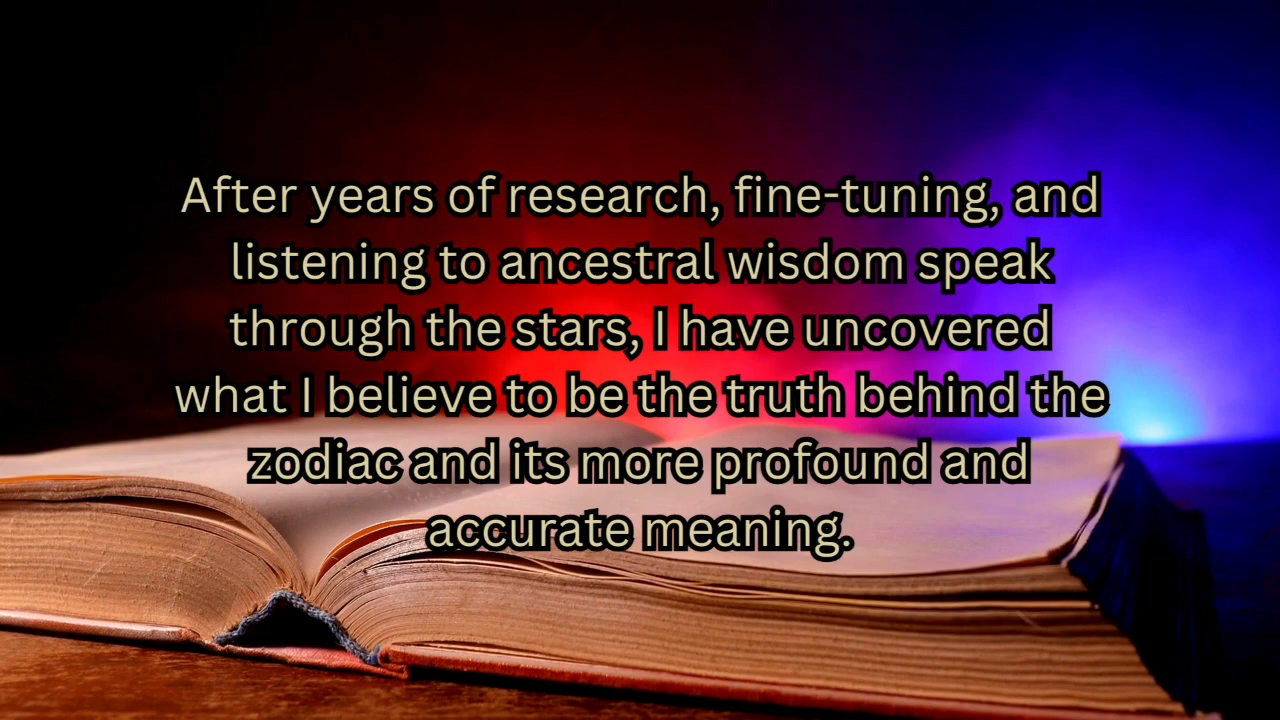 After years of research, fine-tuning, and
listening to ancestral wisdom speak
through the stars, I have uncovered
what I believe to be the truth behind the
zodiac and its more profound and
accurate meaning.